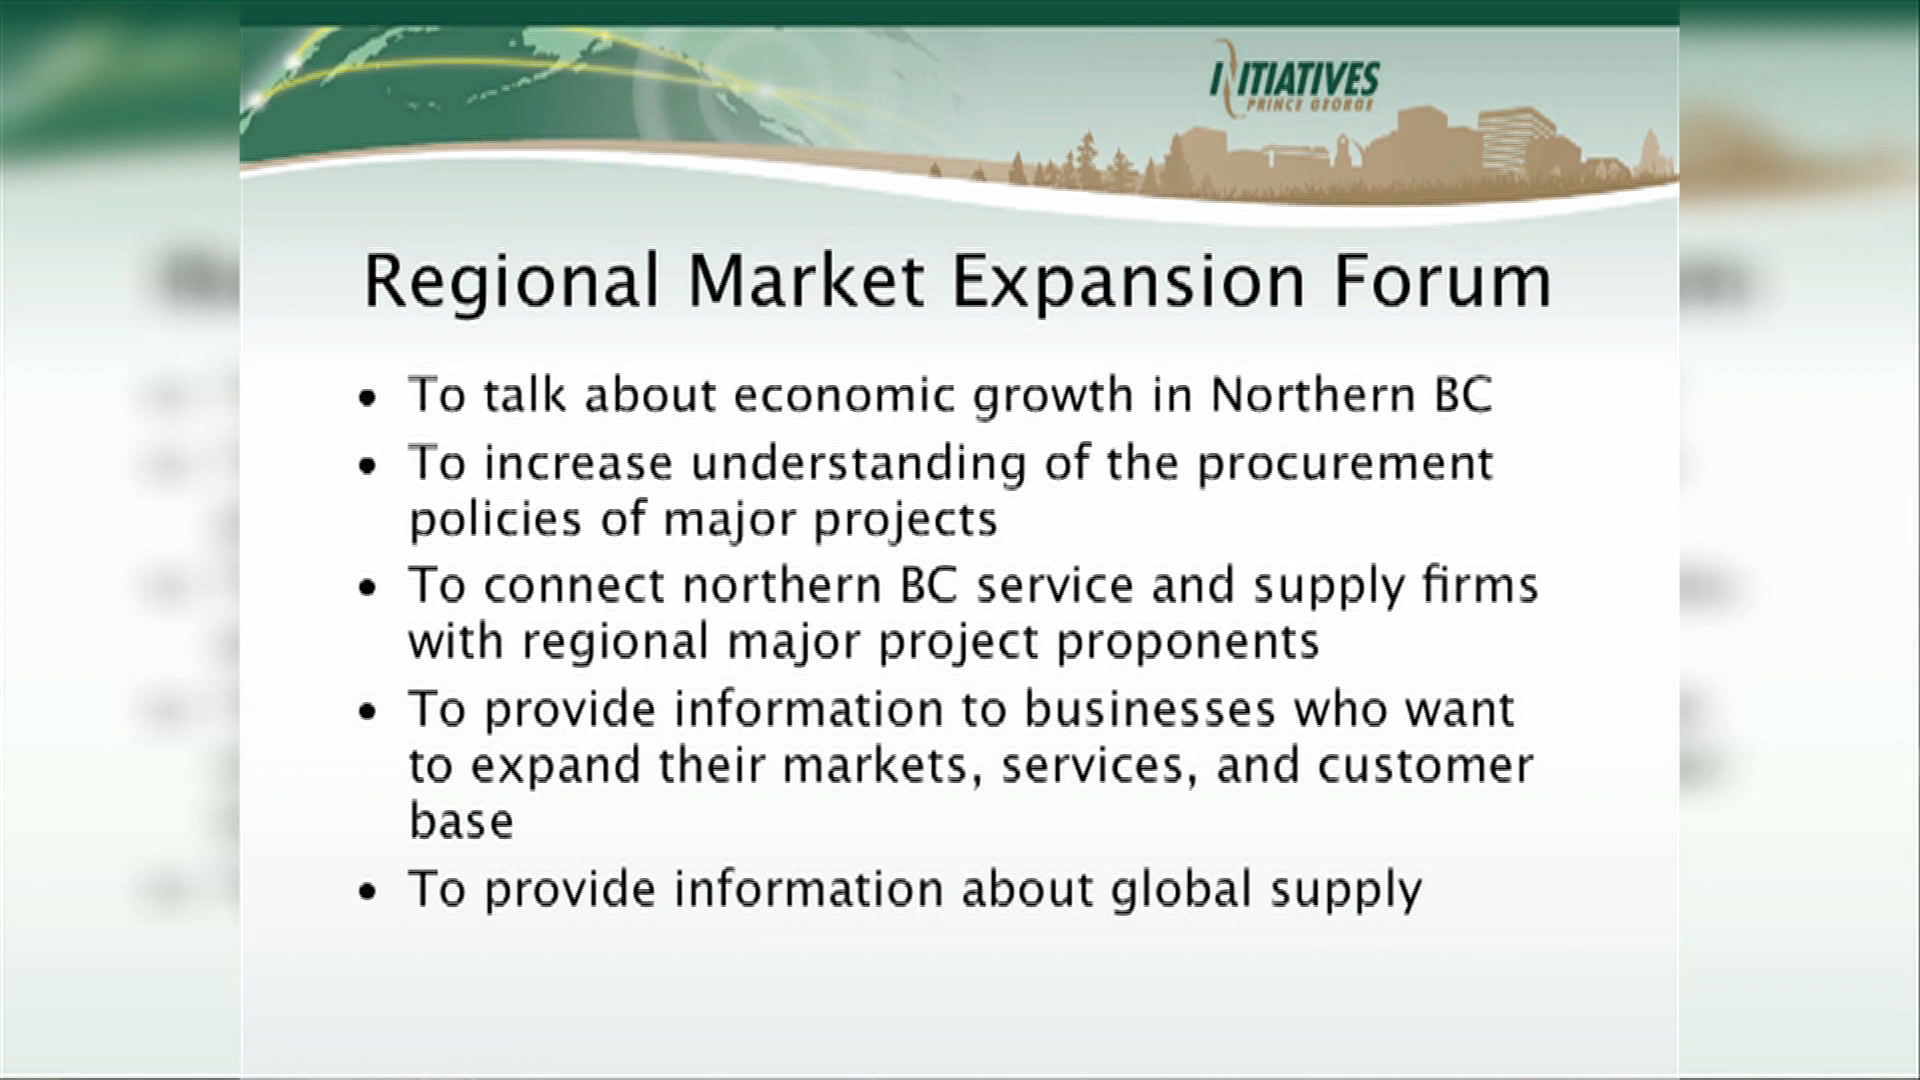 INITIATIVES
PRINCE GEORGE
Regional Market Expansion Forum
• To talk about economic growth in Northern BC
• To increase understanding of the procurement
policies of major projects
• To connect northern BC service and supply firms
with regional major project proponents
• To provide information to businesses who want
to expand their markets, services, and customer
base
• To provide information about global supply